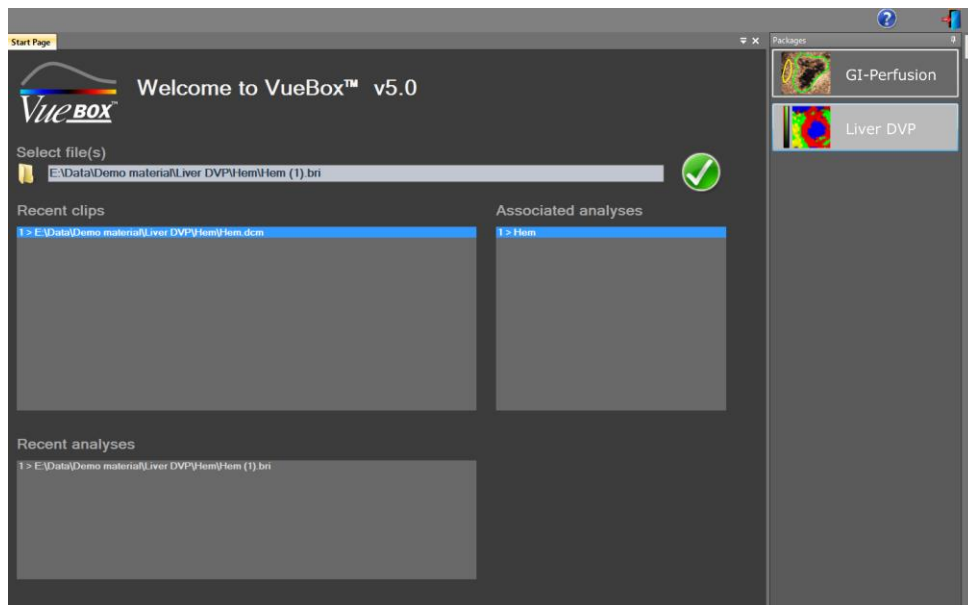 Start Page
Packages
VUEBOX™
Welcome to VueBox™ v5.0
GI-Perfusion
Liver DVP
Select file(s)
E:\Data\Demo material\Liver DVP\Hem\Hem (1).bri
Recent clips
Associated analyses
1 > E:\Data\Demo material\Liver DVP\Hem\Hem.dcm
1 > Hem
Recent analyses
1 > E:\Data\Demo material\Liver DVP\Hem\Hem (1).bri